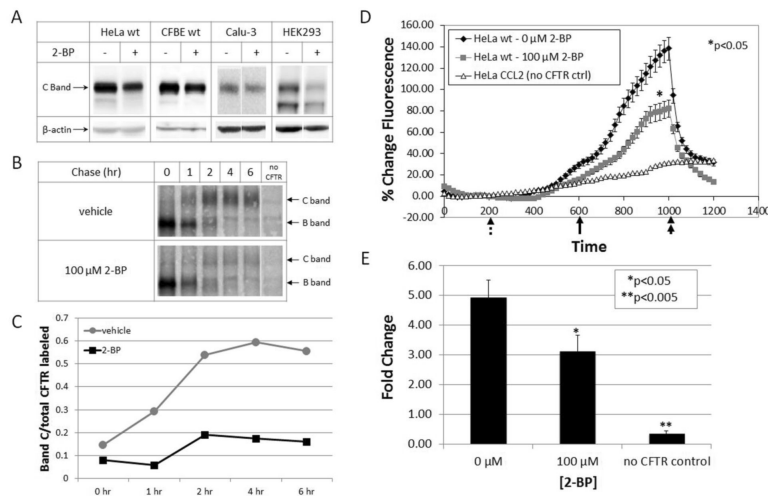 A
HeLa wt CFBE wt Calu-3 HEK293
2-BP - + - + - + - +
C Band
β-actin
B
Chase (hr) 0 1 2 4 6 no CFTR
vehicle
C band
B band
100 µM 2-BP
C band
B band
C
Band C/total CFTR labeled
0.7
0.6
0.5
0.4
0.3
0.2
0.1
0
vehicle
2-BP
0 hr 1 hr 2 hr 4 hr 6 hr
D
% Change Fluorescence
160.00
140.00
120.00
100.00
80.00
60.00
40.00
20.00
0.00
-20.00
HeLa wt - 0 µM 2-BP
HeLa wt - 100 µM 2-BP
HeLa CCL2 (no CFTR ctrl)
*p<0.05
*
0 200 400 600 800 1000 1200 1400
Time
E
Fold Change
6.00
5.00
4.00
3.00
2.00
1.00
0.00
*p<0.05
**p<0.005
*
**
0 µM 100 µM no CFTR control
[2-BP]